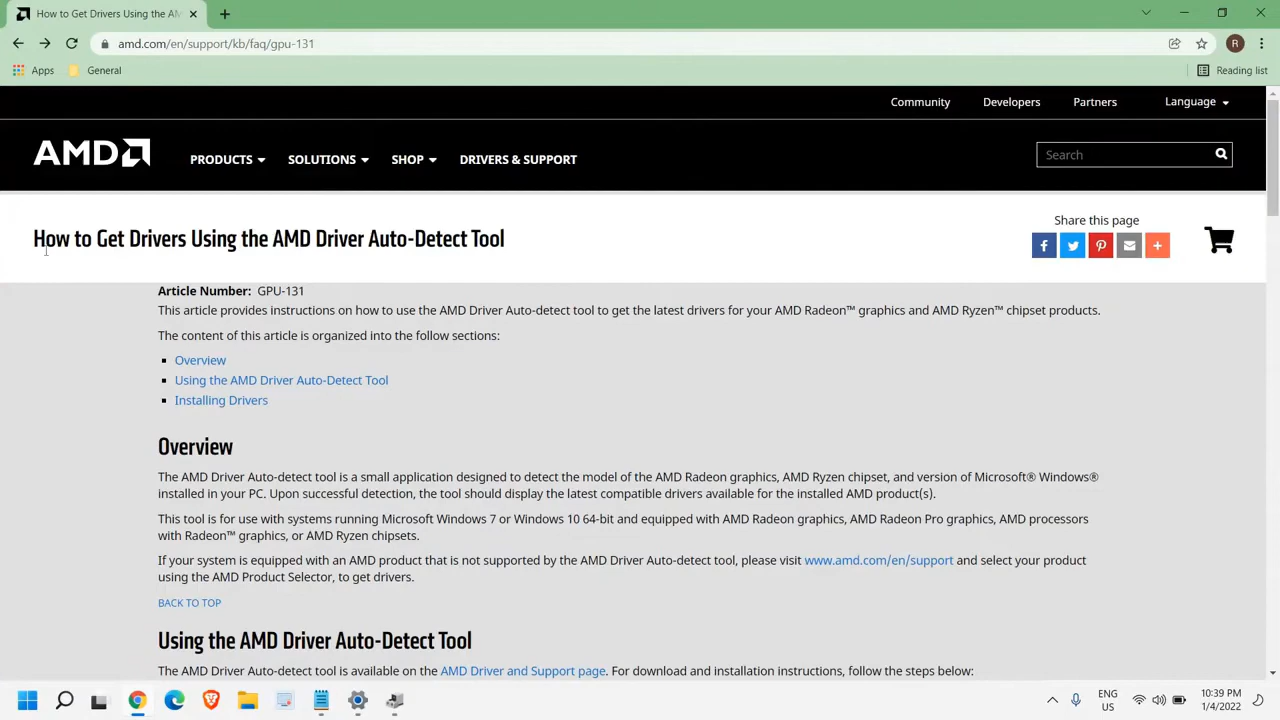 How to Get Drivers Using the AM
amd.com/en/support/kb/faq/gpu-131
R
Apps
General
Reading list
Community
Developers
Partners
Language
AMD
PRODUCTS
SOLUTIONS
SHOP
DRIVERS & SUPPORT
Search
How to Get Drivers Using the AMD Driver Auto-Detect Tool
Share this page
Article Number: GPU-131
This article provides instructions on how to use the AMD Driver Auto-detect tool to get the latest drivers for your AMD Radeon™ graphics and AMD Ryzen™ chipset products.
The content of this article is organized into the follow sections:
Overview
Using the AMD Driver Auto-Detect Tool
Installing Drivers
Overview
The AMD Driver Auto-detect tool is a small application designed to detect the model of the AMD Radeon graphics, AMD Ryzen chipset, and version of Microsoft® Windows®
installed in your PC. Upon successful detection, the tool should display the latest compatible drivers available for the installed AMD product(s).
This tool is for use with systems running Microsoft Windows 7 or Windows 10 64-bit and equipped with AMD Radeon graphics, AMD Radeon Pro graphics, AMD processors
with Radeon™ graphics, or AMD Ryzen chipsets.
If your system is equipped with an AMD product that is not supported by the AMD Driver Auto-detect tool, please visit www.amd.com/en/support and select your product
using the AMD Product Selector, to get drivers.
BACK TO TOP
Using the AMD Driver Auto-Detect Tool
The AMD Driver Auto-detect tool is available on the AMD Driver and Support page. For download and installation instructions, follow the steps below:
ENG
US
10:39 PM
1/4/2022